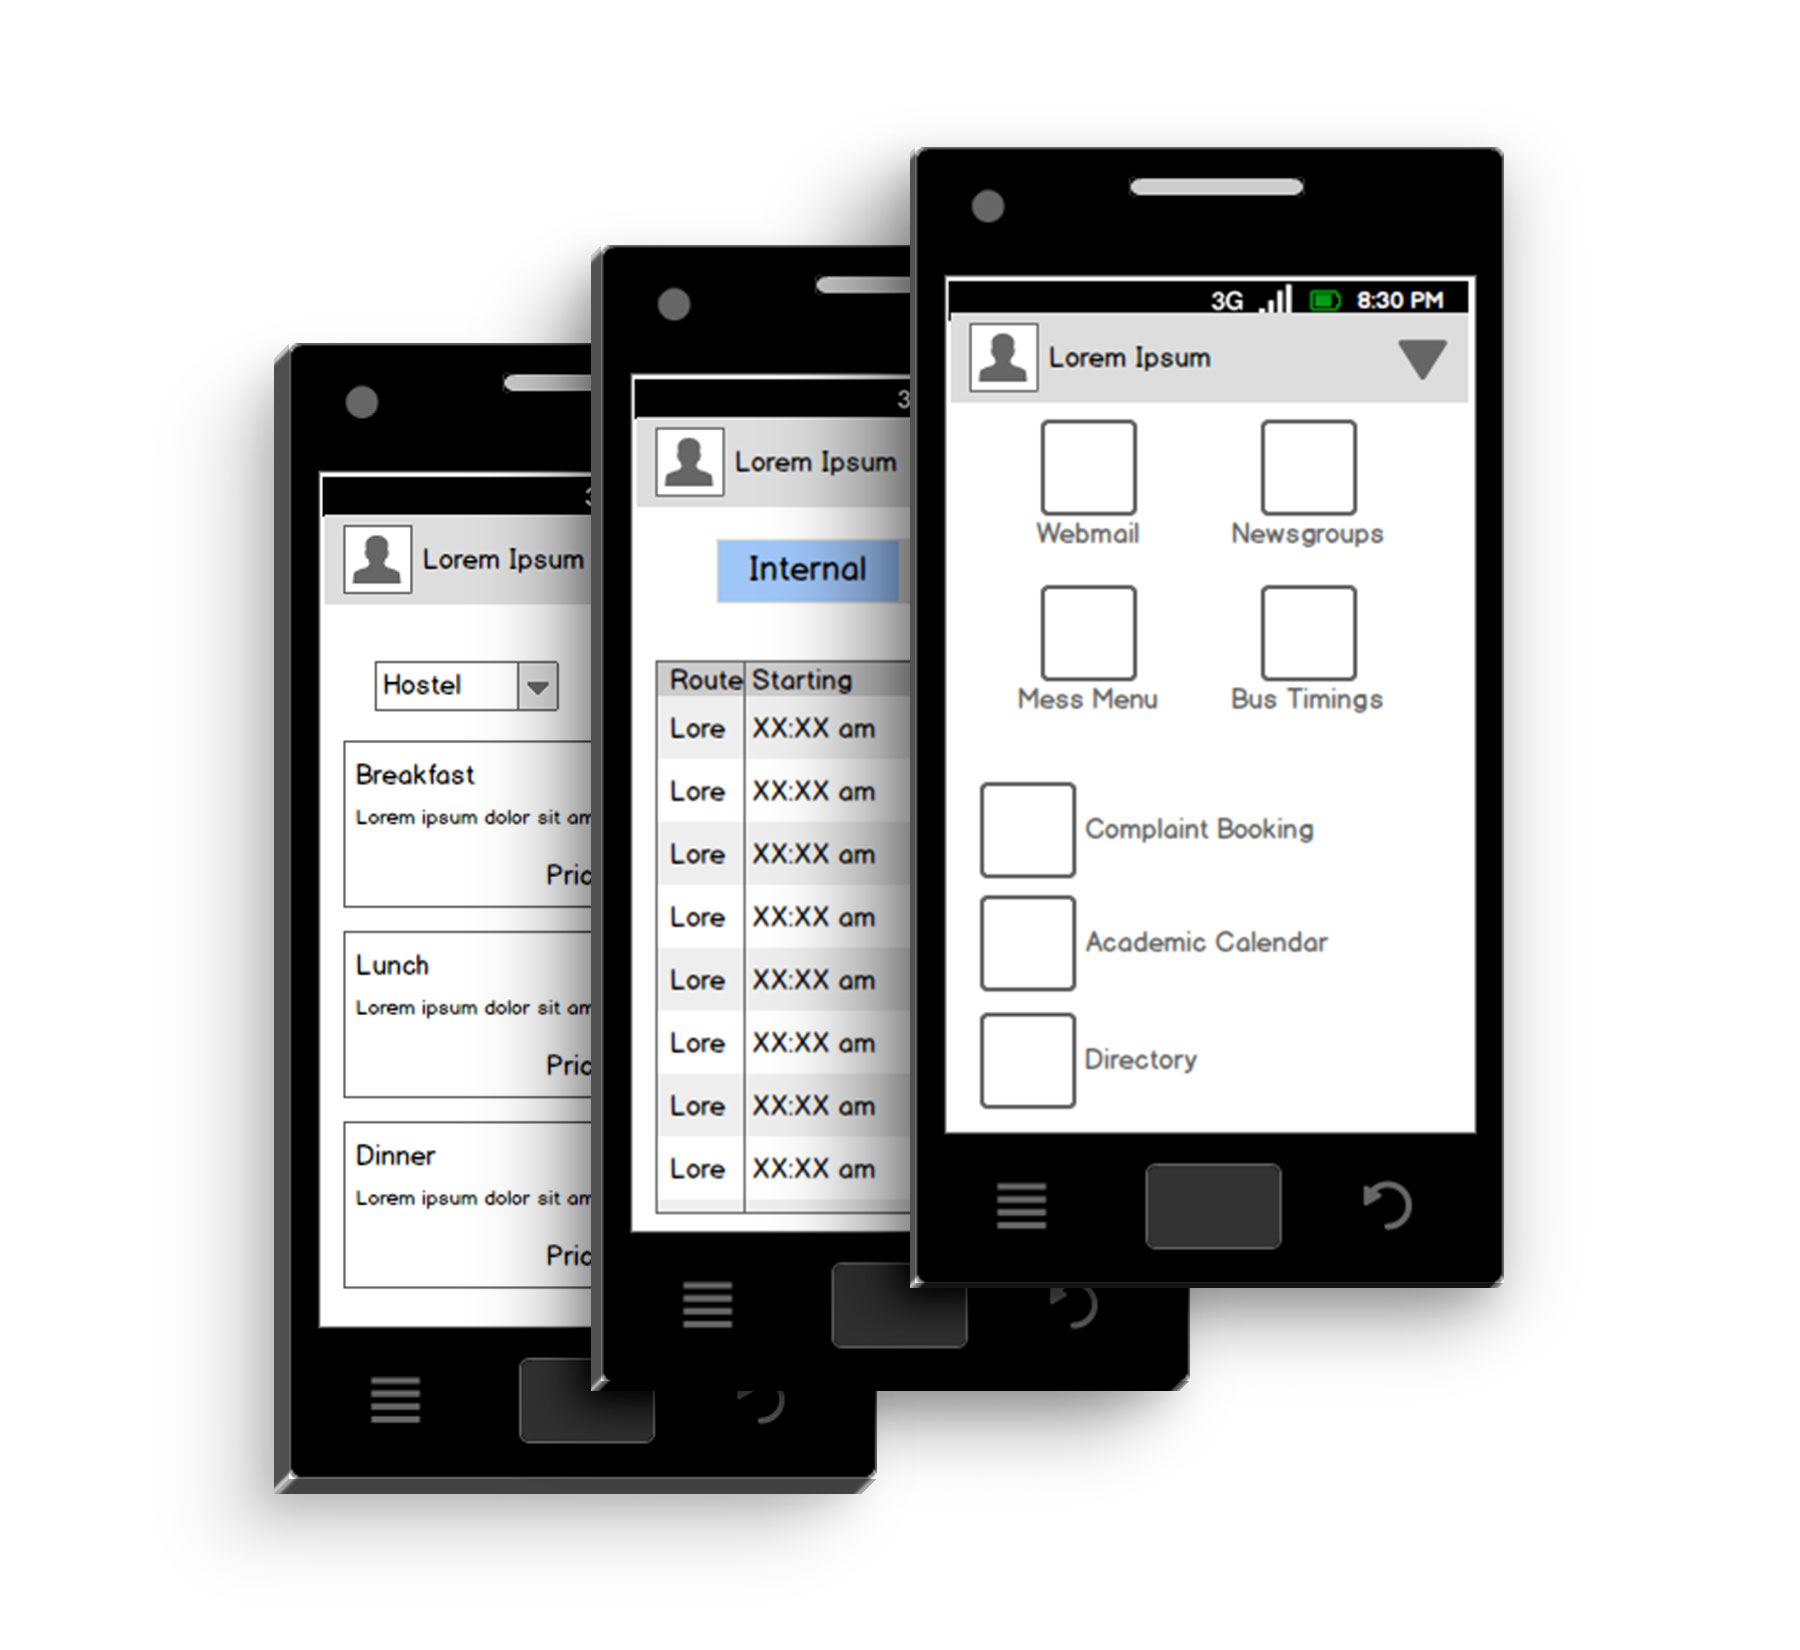 3G 8:30 PM
Lorem Ipsum
Webmail
Newsgroups
Mess Menu
Bus Timings
Complaint Booking
Academic Calendar
Directory
Lorem Ipsum
Internal
Route Starting
Lore XX:XX am
Lore XX:XX am
Lore XX:XX am
Lore XX:XX am
Lore XX:XX am
Lore XX:XX am
Lore XX:XX am
Lore XX:XX am
Lorem Ipsum
Hostel
Breakfast
Lorem ipsum dolor sit am
Pric
Lunch
Lorem ipsum dolor sit am
Pric
Dinner
Lorem ipsum dolor sit am
Pric